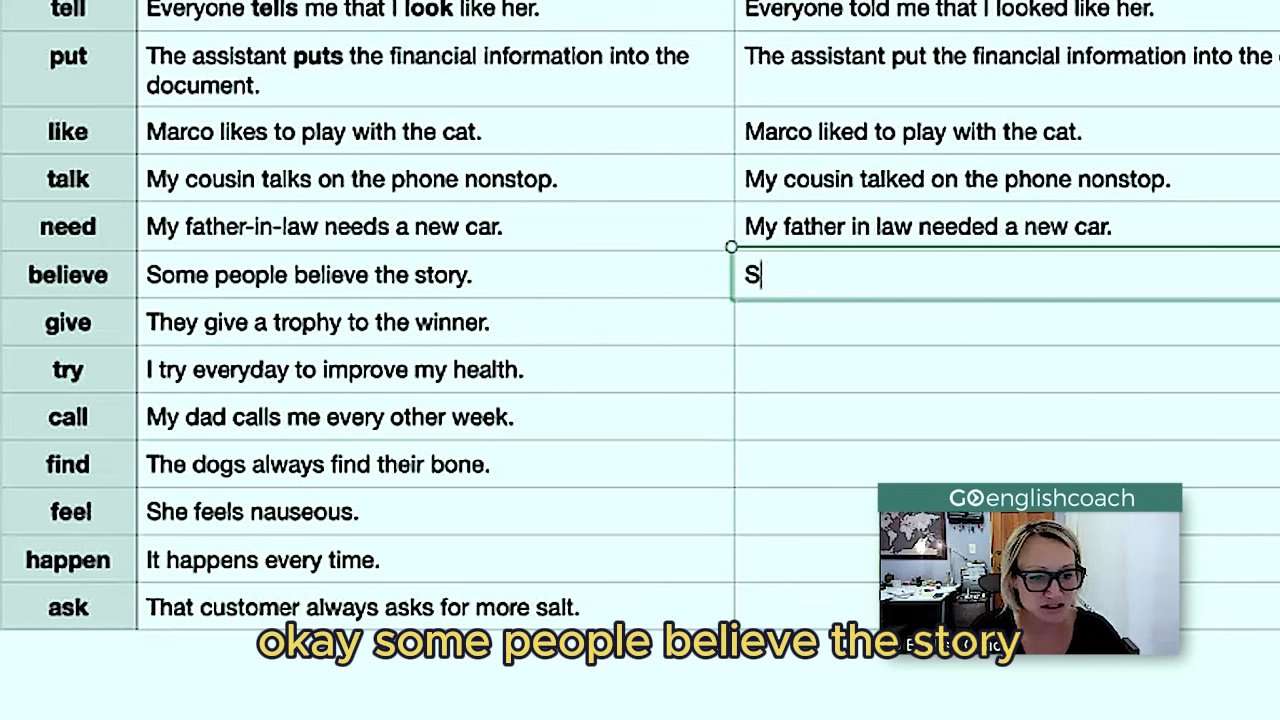 tell Everyone tells me that I look like her. Everyone told me that I looked like her.
put The assistant puts the financial information into the The assistant put the financial information into the
document.
like Marco likes to play with the cat. Marco liked to play with the cat.
talk My cousin talks on the phone nonstop. My cousin talked on the phone nonstop.
need My father-in-law needs a new car. My father in law needed a new car.
believe Some people believe the story. S
give They give a trophy to the winner.
try I try everyday to improve my health.
call My dad calls me every other week.
find The dogs always find their bone.
feel She feels nauseous.
GO englishcoach
happen It happens every time.
ask That customer always asks for more salt.
okay some people believe the story